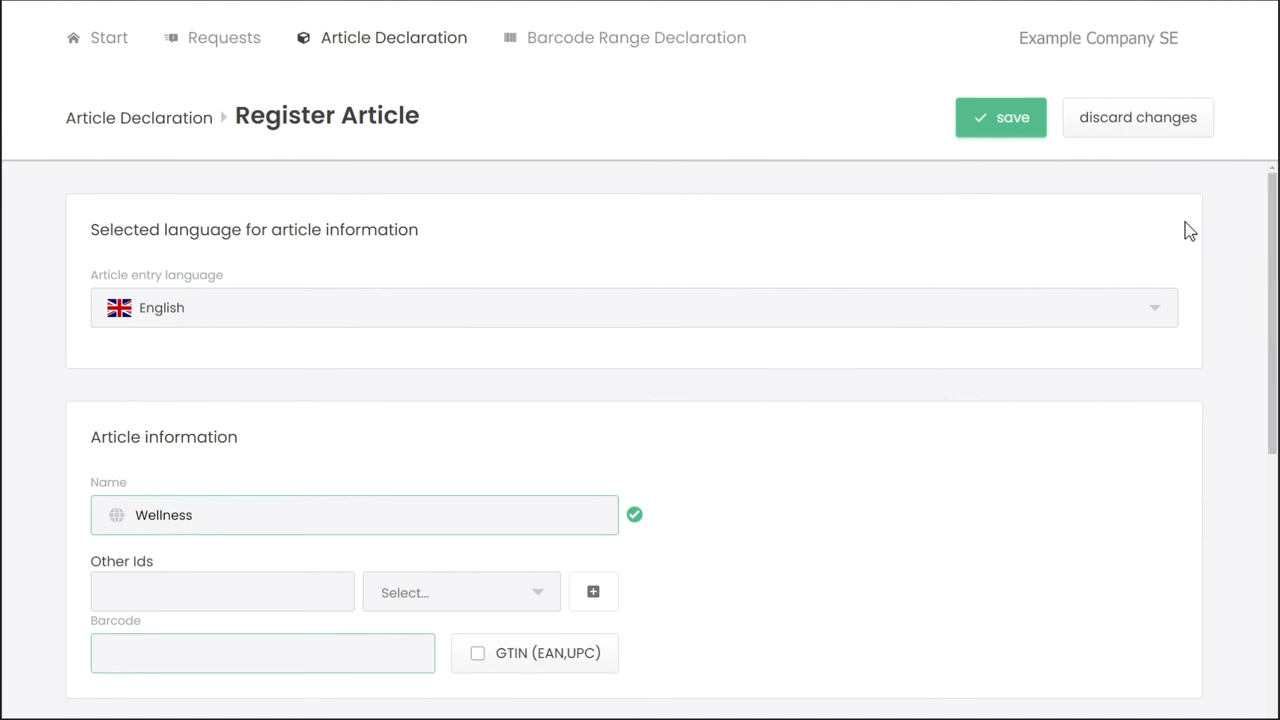 Start Requests Article Declaration Barcode Range Declaration Example Company SE
Article Declaration Register Article save discard changes
Selected language for article information
Article entry language
English
Article information
Name
Wellness
Other Ids
Select...
Barcode
GTIN (EAN,UPC)